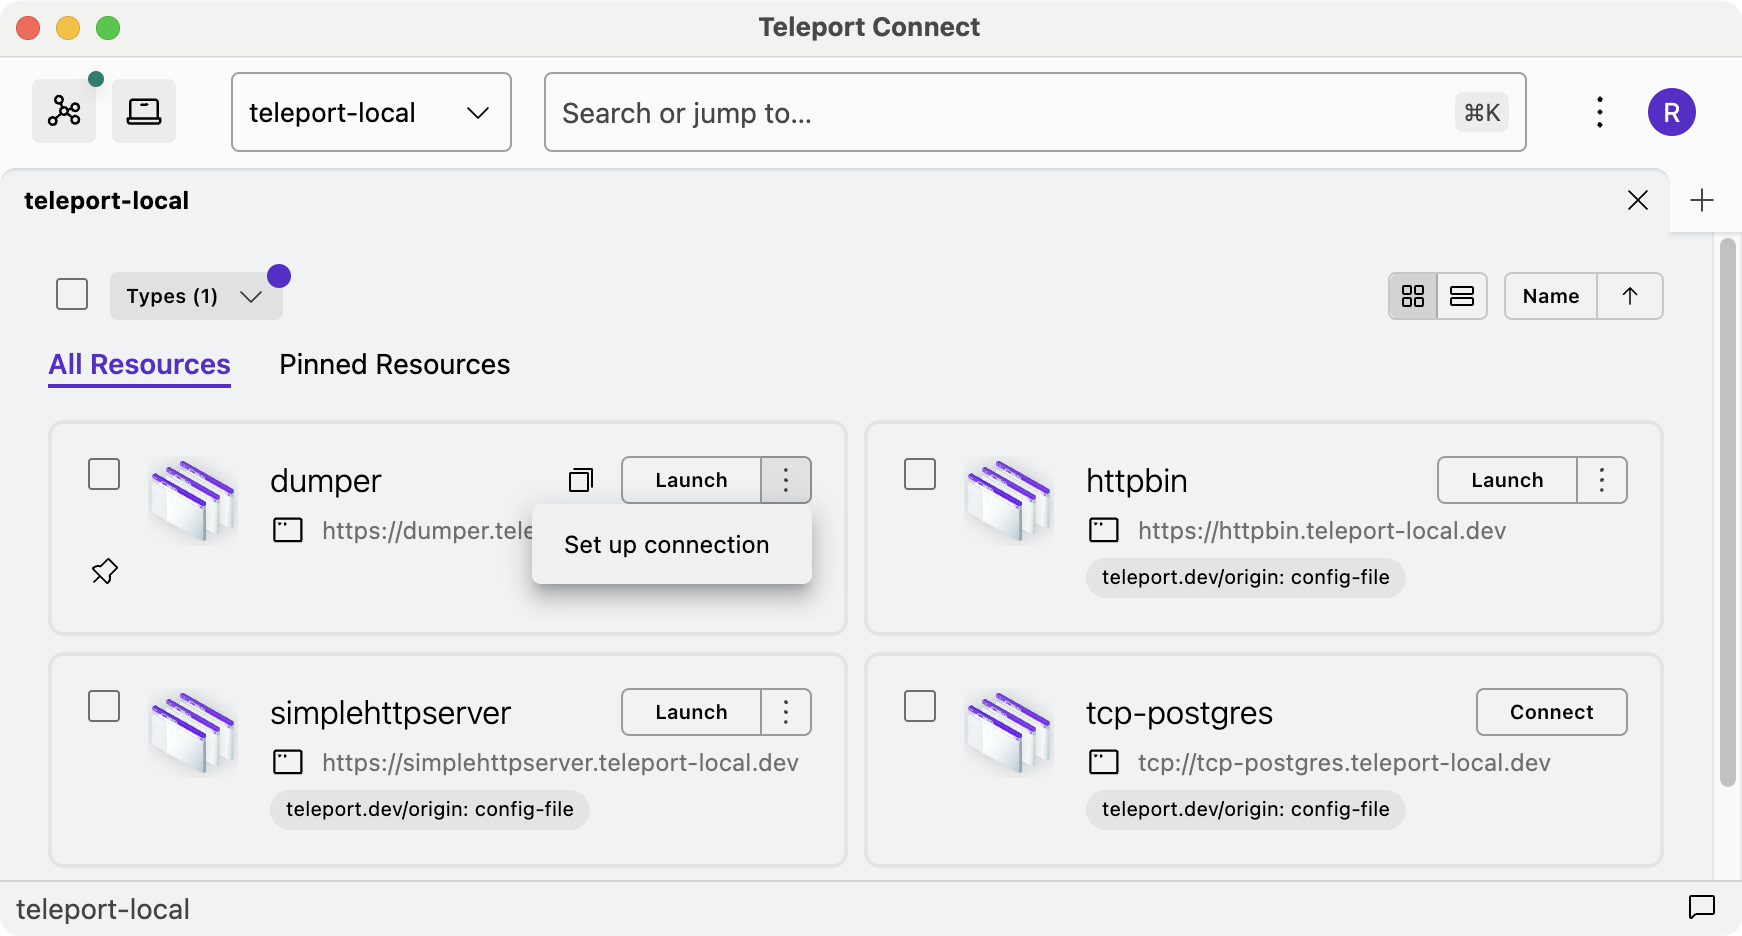 Teleport Connect
teleport-local
Search or jump to...
⌘K
R
teleport-local
Types (1)
Name
All Resources
Pinned Resources
dumper
Launch
https://dumper.tele
Set up connection
httpbin
Launch
https://httpbin.teleport-local.dev
teleport.dev/origin: config-file
simplehttpserver
Launch
https://simplehttpserver.teleport-local.dev
teleport.dev/origin: config-file
tcp-postgres
Connect
tcp://tcp-postgres.teleport-local.dev
teleport.dev/origin: config-file
teleport-local